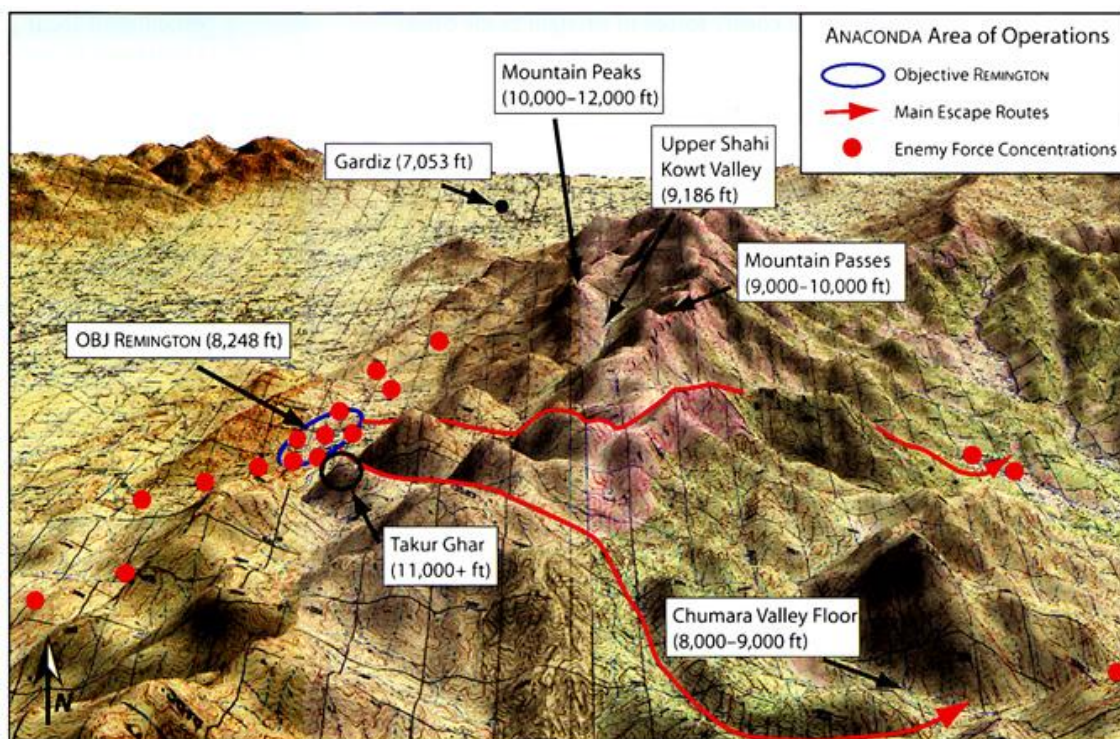 ANACONDA Area of Operations
Objective REMINGTON
Main Escape Routes
Enemy Force Concentrations
Mountain Peaks
(10,000–12,000 ft)
Gardiz (7,053 ft)
Upper Shahi
Kowt Valley
(9,186 ft)
Mountain Passes
(9,000–10,000 ft)
OBJ REMINGTON (8,248 ft)
Takur Ghar
(11,000+ ft)
Chumara Valley Floor
(8,000–9,000 ft)
N